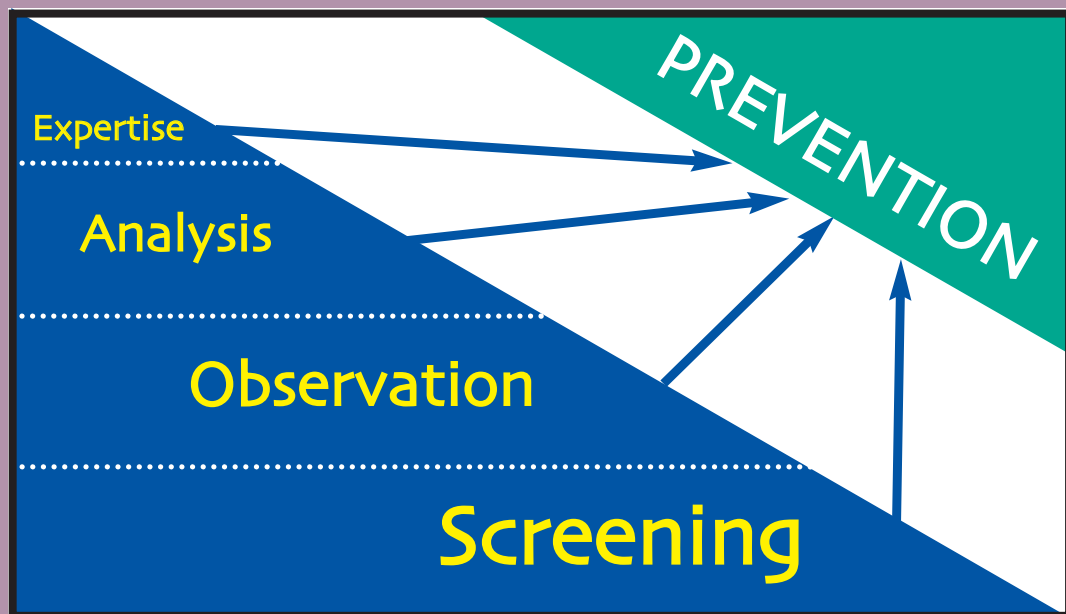 PREVENTION
Expertise
Analysis
Observation
Screening